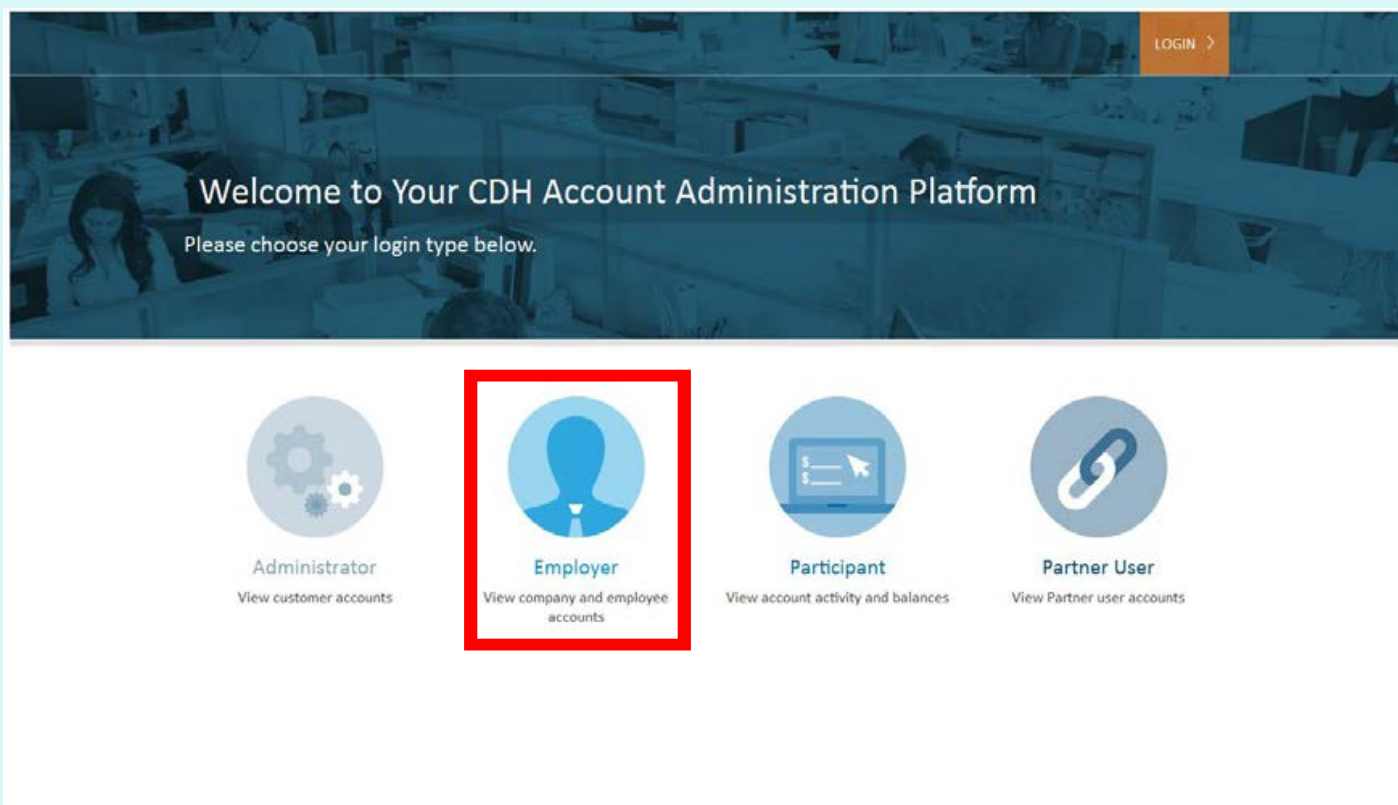 LOGIN >
Welcome to Your CDH Account Administration Platform
Please choose your login type below.
$
$
Administrator
View customer accounts
Employer
View company and employee
accounts
Participant
View account activity and balances
Partner User
View Partner user accounts